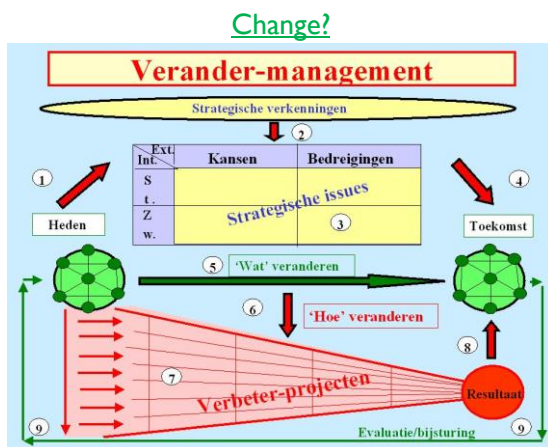 Change?
Verander-management
Strategische verkenningen
2
Ext.
Int.
Kansen
Bedreigingen
1
4
S
t.
Strategische issues
Z
w.
3
Heden
Toekomst
5
'Wat' veranderen
6
'Hoe' veranderen
8
7
Verbeter-projecten
Resultaat
9
Evaluatie/bijsturing
9